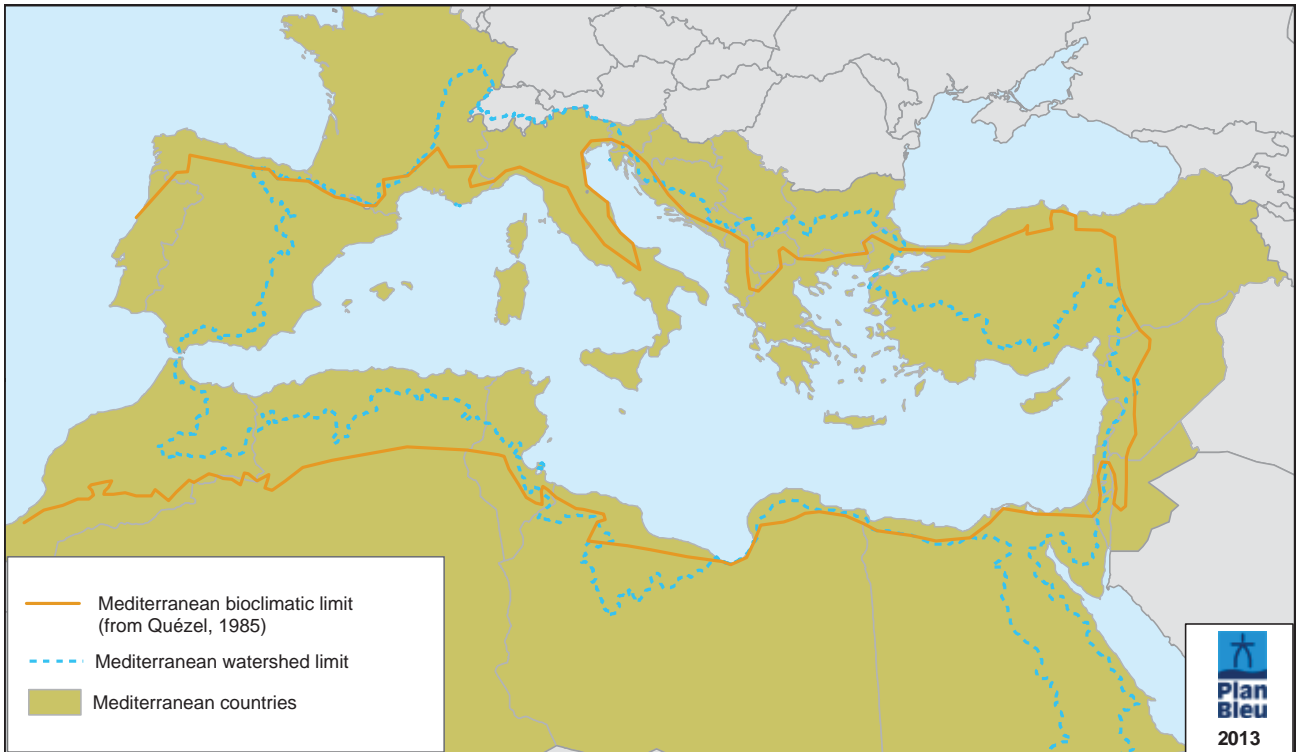 Mediterranean bioclimatic limit
(from Quézel, 1985)
Mediterranean watershed limit
Mediterranean countries
Plan
Bleu
2013